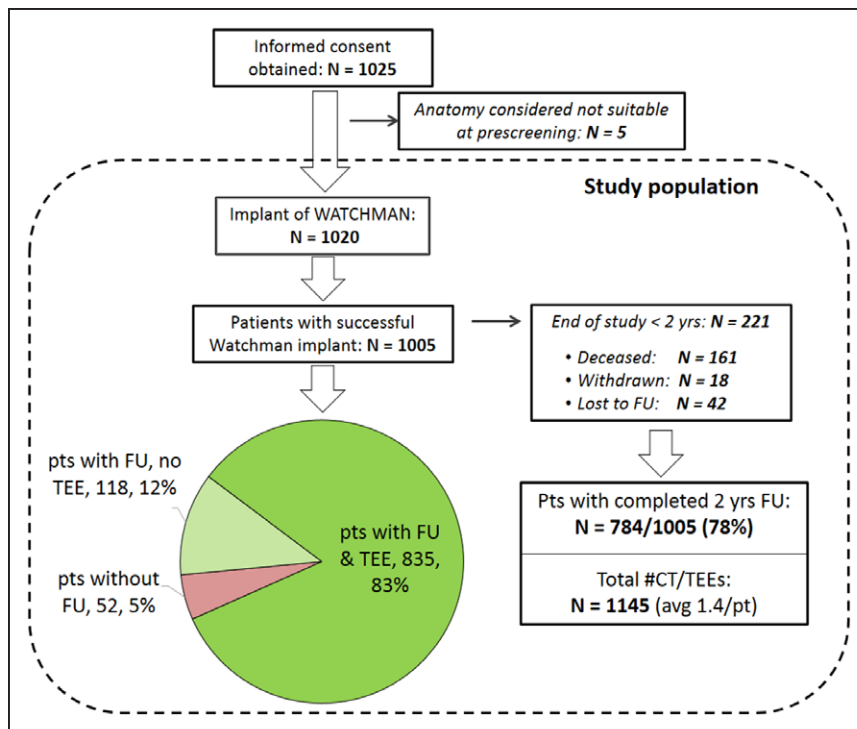 Informed consent
obtained: N = 1025
Anatomy considered not suitable
at prescreening: N = 5
Study population
Implant of WATCHMAN:
N = 1020
Patients with successful
Watchman implant: N = 1005
End of study < 2 yrs: N = 221
• Deceased: N = 161
• Withdrawn: N = 18
• Lost to FU: N = 42
pts with FU, no
TEE, 118, 12%
pts with FU
& TEE, 835,
83%
pts without
FU, 52, 5%
Pts with completed 2 yrs FU:
N = 784/1005 (78%)
Total #CT/TEEs:
N = 1145 (avg 1.4/pt)